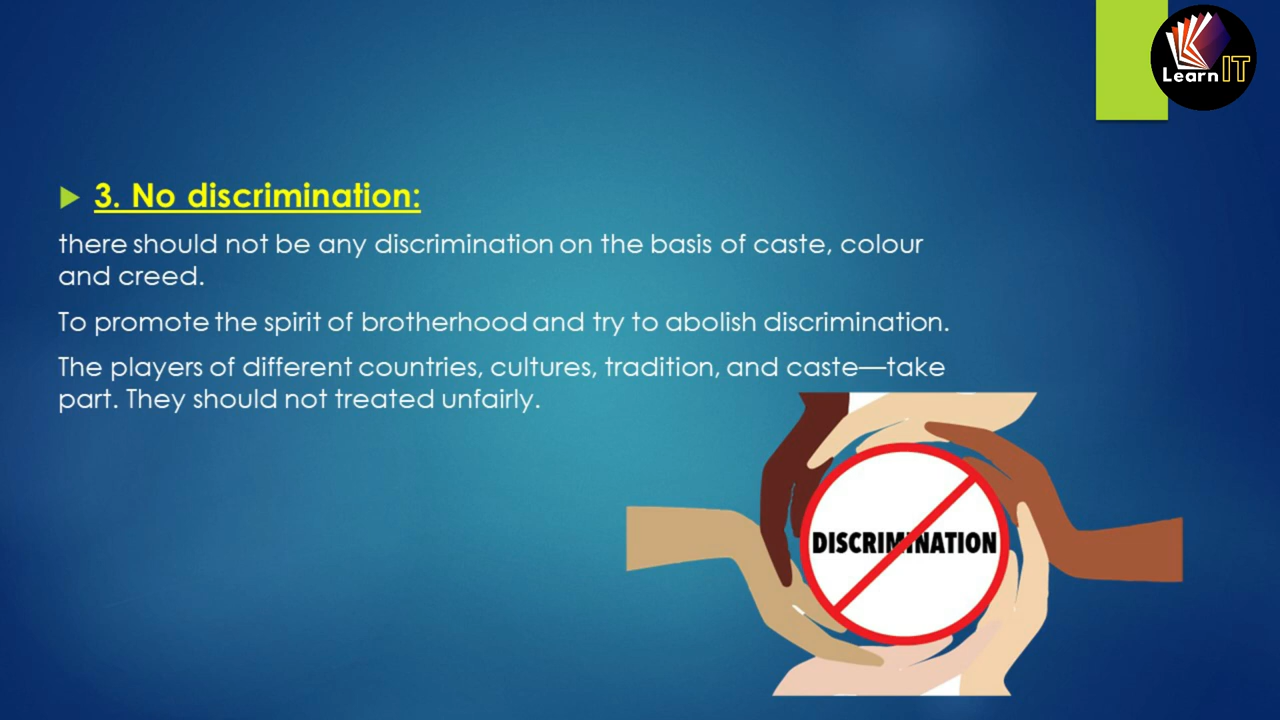 Learn IT
3. No discrimination:
there should not be any discrimination on the basis of caste, colour
and creed.
To promote the spirit of brotherhood and try to abolish discrimination.
The players of different countries, cultures, tradition, and caste—take
part. They should not treated unfairly.
DISCRIMINATION